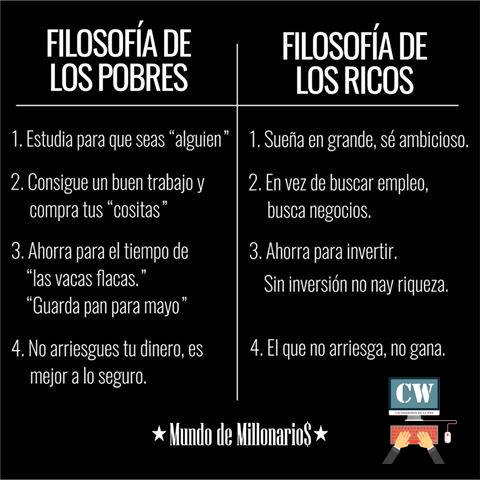 FILOSOFÍA DE
LOS POBRES
1. Estudia para que seas “alguien”
2. Consigue un buen trabajo y
compra tus “cositas”
3. Ahorra para el tiempo de
“las vacas flacas.”
“Guarda pan para mayo”
4. No arriesgues tu dinero, es
mejor a lo seguro.
FILOSOFÍA DE
LOS RICOS
1. Sueña en grande, sé ambicioso.
2. En vez de buscar empleo,
busca negocios.
3. Ahorra para invertir.
Sin inversión no nay riqueza.
4. El que no arriesga, no gana.
CW
★Mundo de Millonario$★